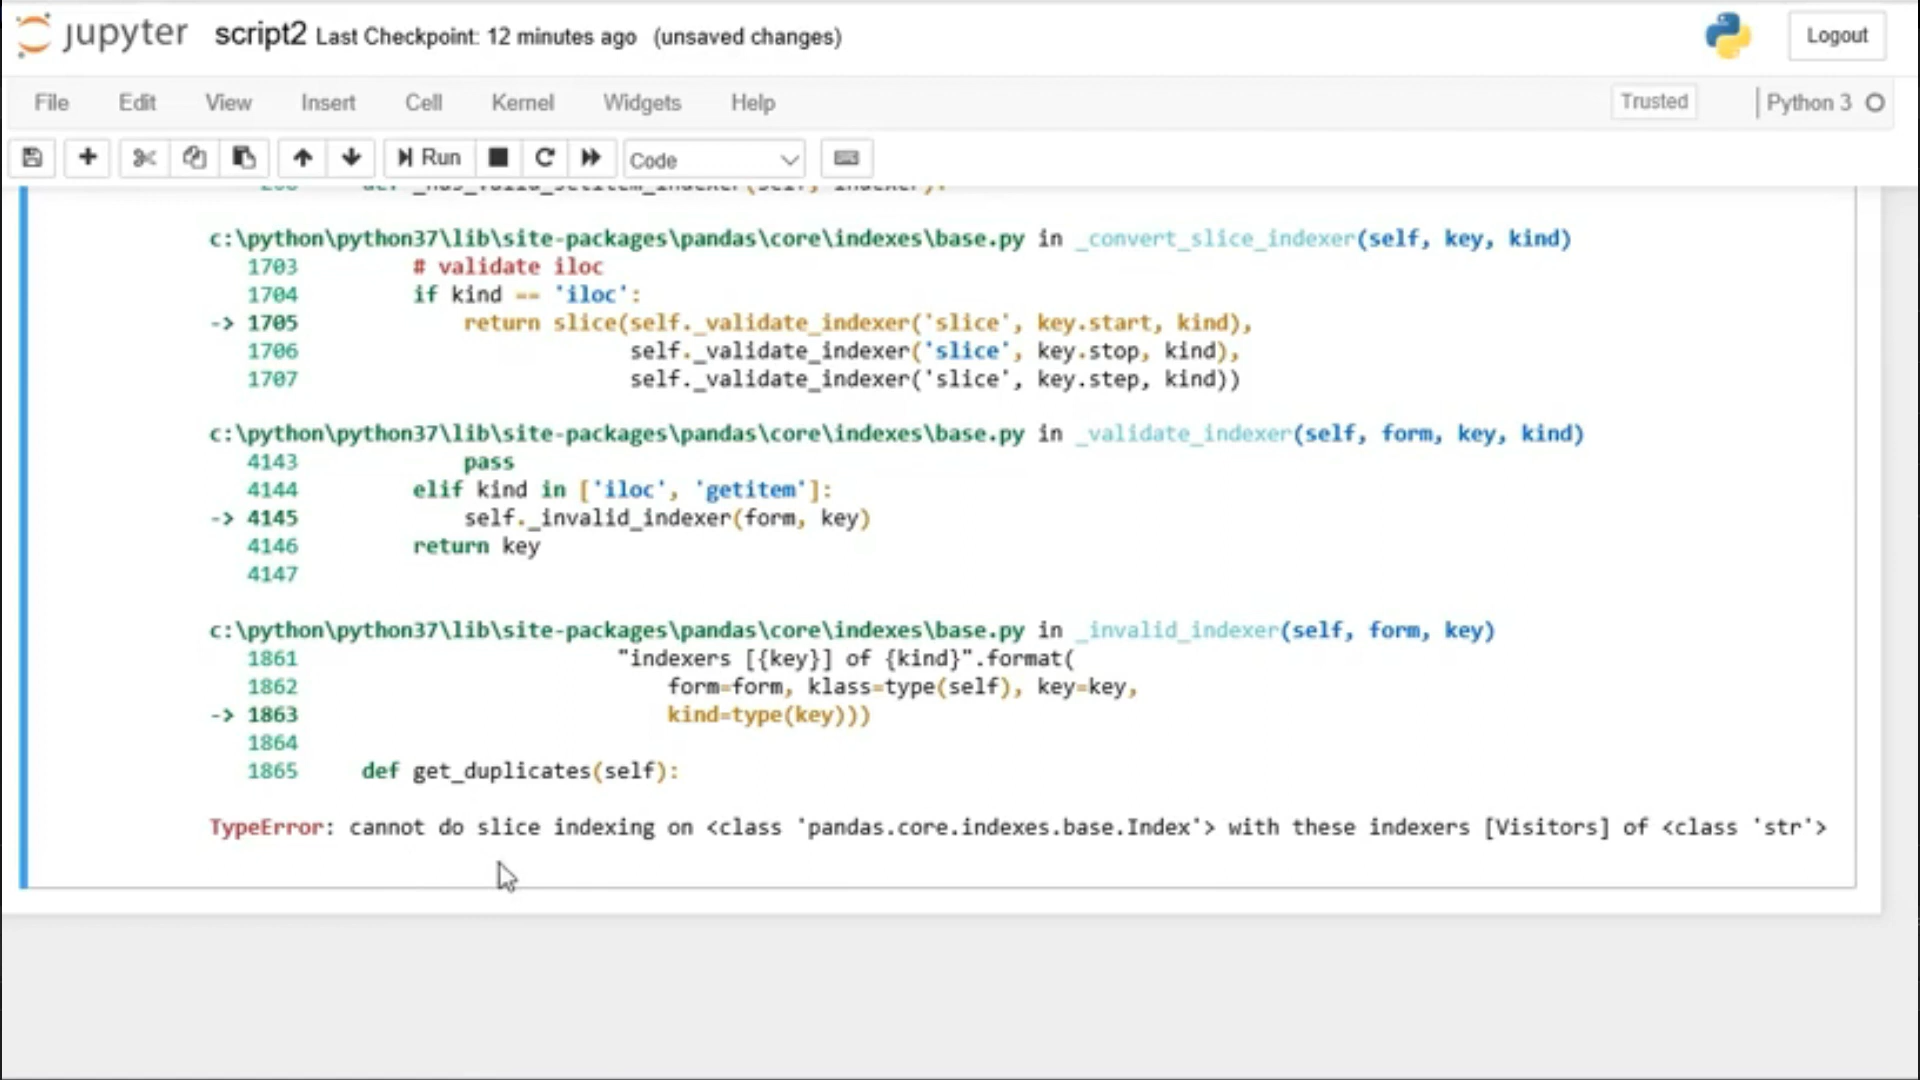 jupyter script2 Last Checkpoint: 12 minutes ago (unsaved changes)
Logout
File Edit View Insert Cell Kernel Widgets Help
Trusted Python 3
Run Code
c:\python\python37\lib\site-packages\pandas\core\indexes\base.py in _convert_slice_indexer(self, key, kind)
1703 # validate iloc
1704 if kind == 'iloc':
-> 1705 return slice(self._validate_indexer('slice', key.start, kind),
1706 self._validate_indexer('slice', key.stop, kind),
1707 self._validate_indexer('slice', key.step, kind))
c:\python\python37\lib\site-packages\pandas\core\indexes\base.py in _validate_indexer(self, form, key, kind)
4143 pass
4144 elif kind in ['iloc', 'getitem']:
-> 4145 self._invalid_indexer(form, key)
4146 return key
4147
c:\python\python37\lib\site-packages\pandas\core\indexes\base.py in _invalid_indexer(self, form, key)
1861 "indexers [{key}] of {kind}".format(
1862 form=form, klass=type(self), key=key,
-> 1863 kind=type(key)))
1864
1865 def get_duplicates(self):
TypeError: cannot do slice indexing on <class 'pandas.core.indexes.base.Index'> with these indexers [Visitors] of <class 'str'>